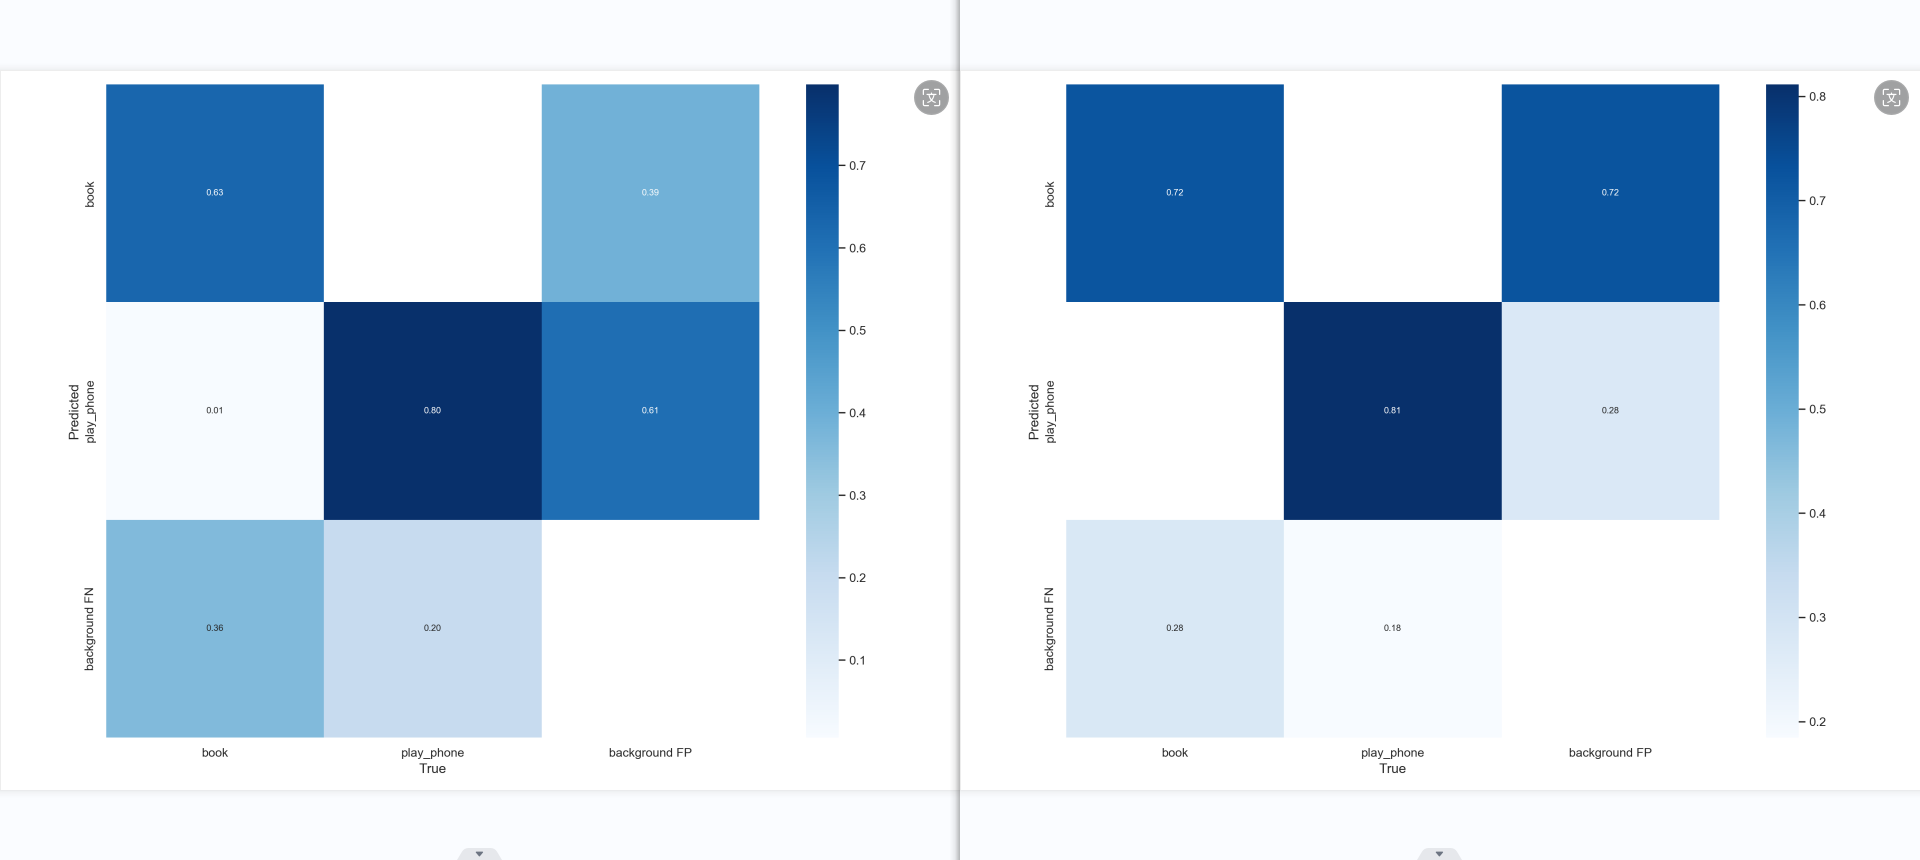 book
Predicted
play_phone
background FN
0.63
0.39
0.01
0.80
0.61
0.36
0.20
book
play_phone
background FP
True
0.7
0.6
0.5
0.4
0.3
0.2
0.1
文
book
Predicted
play_phone
background FN
0.72
0.72
0.81
0.28
0.28
0.18
book
play_phone
background FP
True
0.8
0.7
0.6
0.5
0.4
0.3
0.2
文